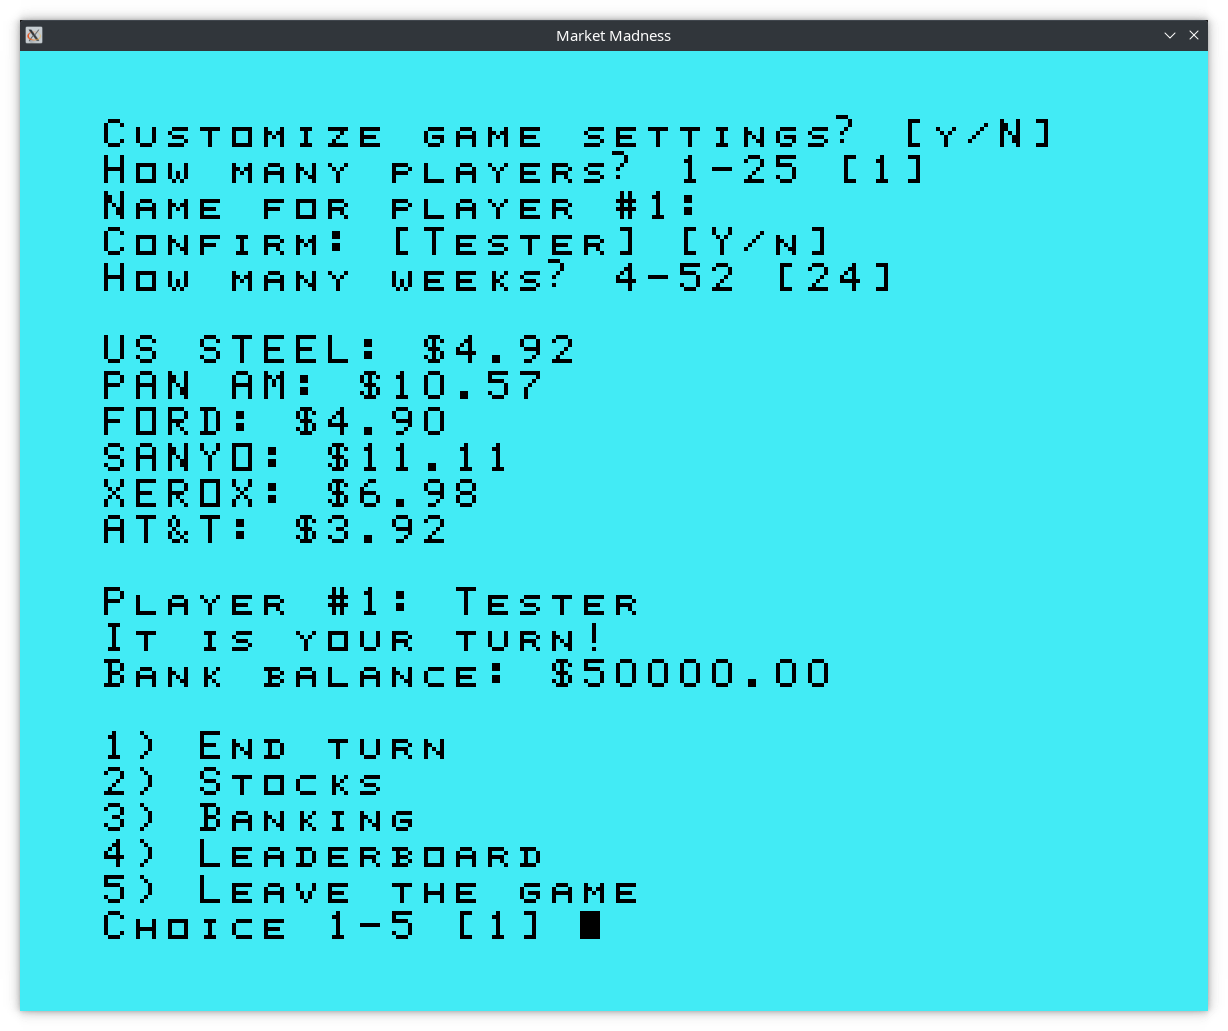 Market Madness
Customize game settings? [y/N]
How many players? 1-25 [1]
Name for player #1:
Confirm: [Tester] [Y/n]
How many weeks? 4-52 [24]
US STEEL: $4.92
PAN AM: $10.57
FORD: $4.90
SANYO: $11.11
XEROX: $6.98
AT&T: $3.92
Player #1: Tester
It is your turn!
Bank balance: $50000.00
1) End turn
2) Stocks
3) Banking
4) Leaderboard
5) Leave the game
Choice 1-5 [1]